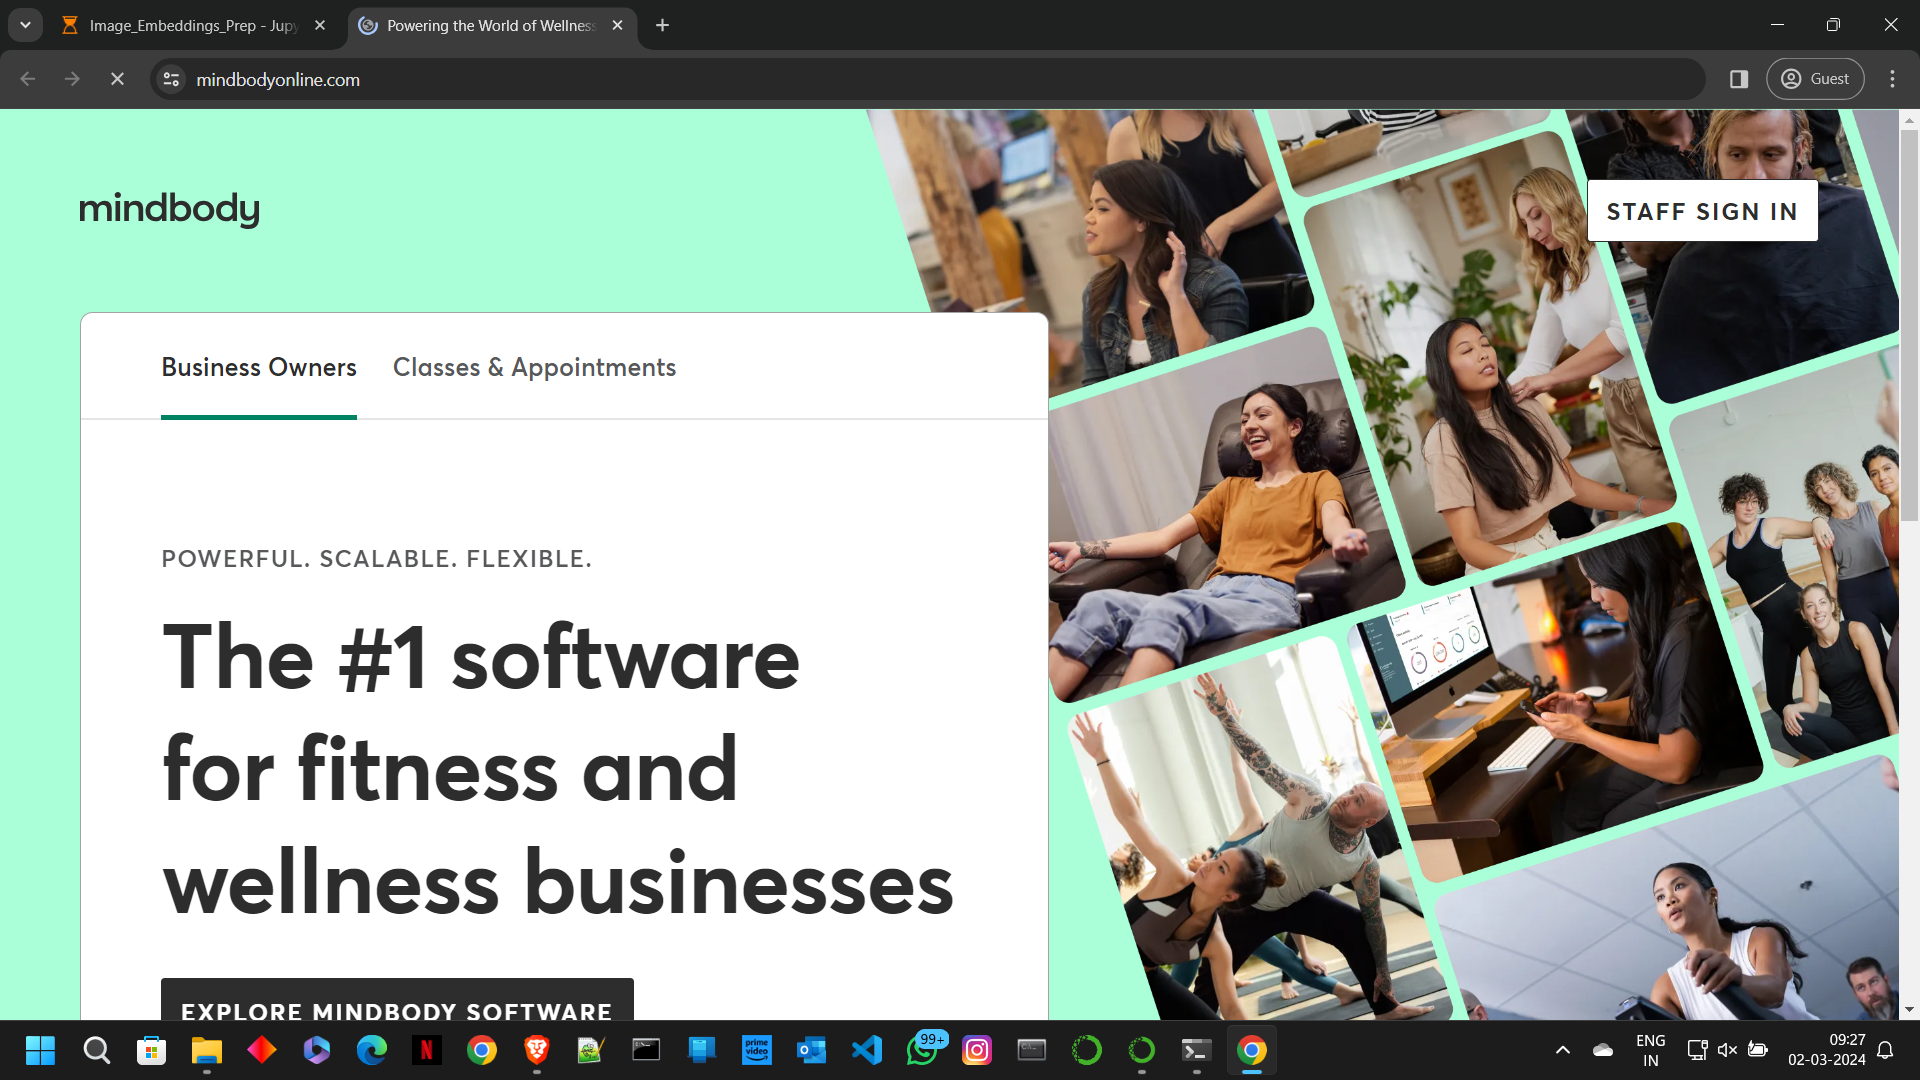 Image_Embeddings_Prep - Jupy
Powering the World of Wellness
mindbodyonline.com
Guest
mindbody
STAFF SIGN IN
Business Owners
Classes & Appointments
POWERFUL. SCALABLE. FLEXIBLE.
The #1 software
for fitness and
wellness businesses
EXPLORE MINDBODY SOFTWARE
N
prime
video
99+
ENG
IN
09:27
02-03-2024